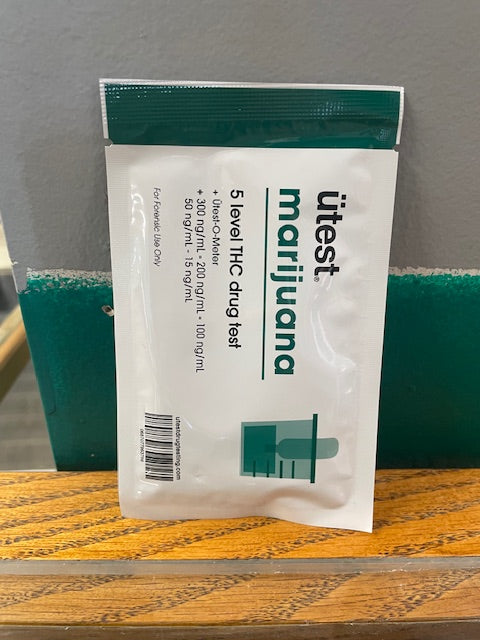 ütest®
marijuana
5 level THC drug test
+ Ütest-O-Meter
+ 300 ng/mL • 200 ng/mL • 100 ng/mL
50 ng/mL - 15 ng/mL
For Forensic Use Only
utestdrugtesting.com